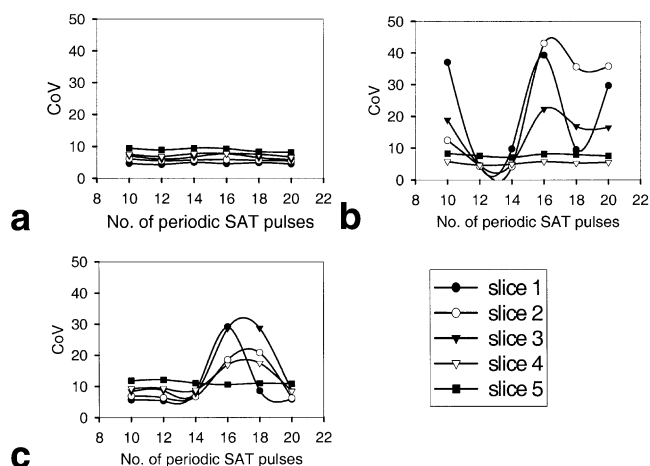 50
40
30
20
10
0
CoV
8 10 12 14 16 18 20 22
No. of periodic SAT pulses
a
50
40
30
20
10
0
CoV
8 10 12 14 16 18 20 22
No. of periodic SAT pulses
b
50
40
30
20
10
0
CoV
8 10 12 14 16 18 20 22
No. of periodic SAT pulses
c
slice 1
slice 2
slice 3
slice 4
slice 5